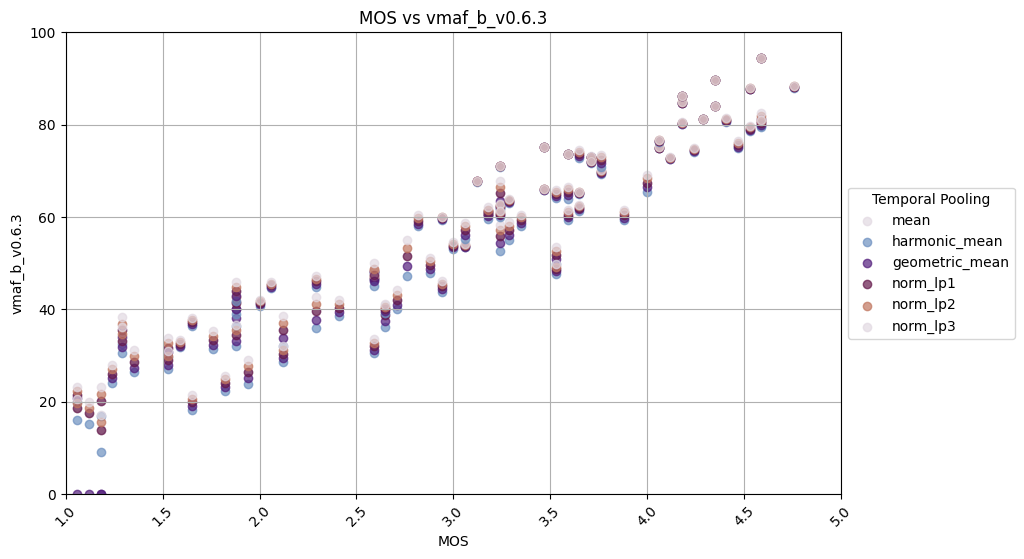 MOS vs vmaf_b_v0.6.3
100
80
60
40
20
0
vmaf_b_v0.6.3
1.0
1.5
2.0
2.5
3.0
3.5
4.0
4.5
5.0
MOS
Temporal Pooling
mean
harmonic_mean
geometric_mean
norm_lp1
norm_lp2
norm_lp3